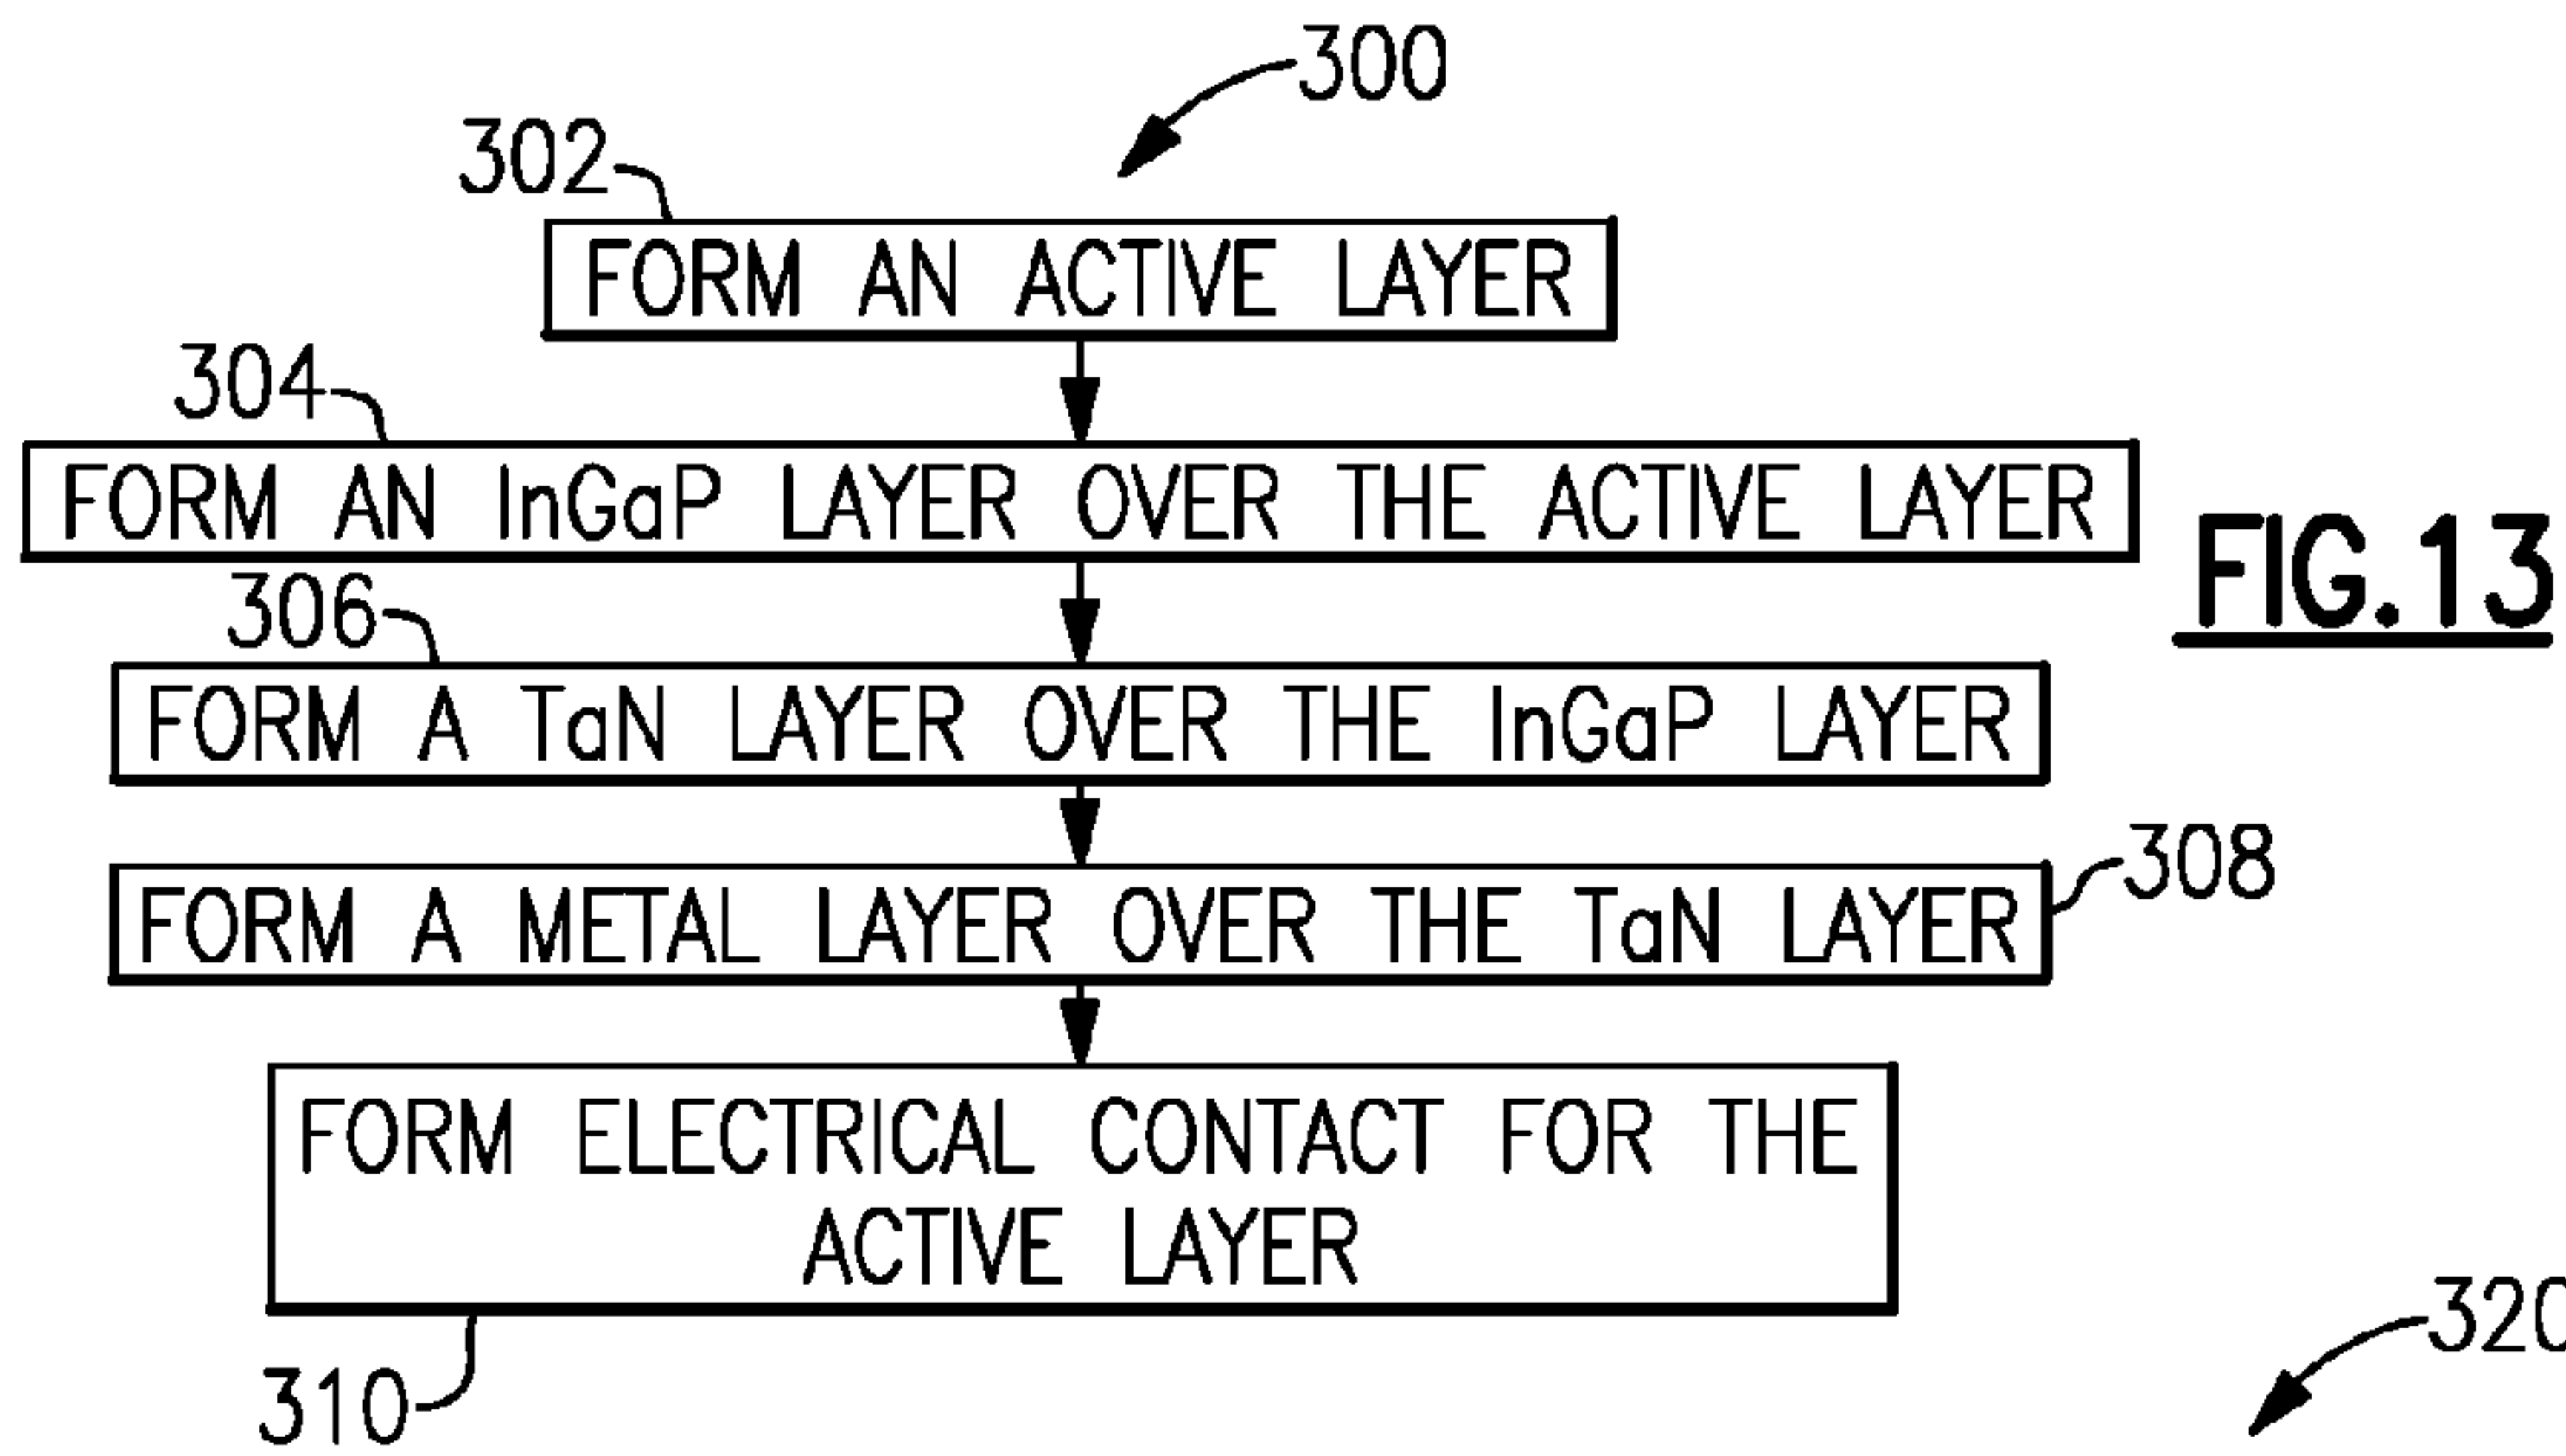 300
302
FORM AN ACTIVE LAYER
304
FORM AN InGaP LAYER OVER THE ACTIVE LAYER
FIG.13
306
FORM A TaN LAYER OVER THE InGaP LAYER
308
FORM A METAL LAYER OVER THE TaN LAYER
FORM ELECTRICAL CONTACT FOR THE
ACTIVE LAYER
310
320